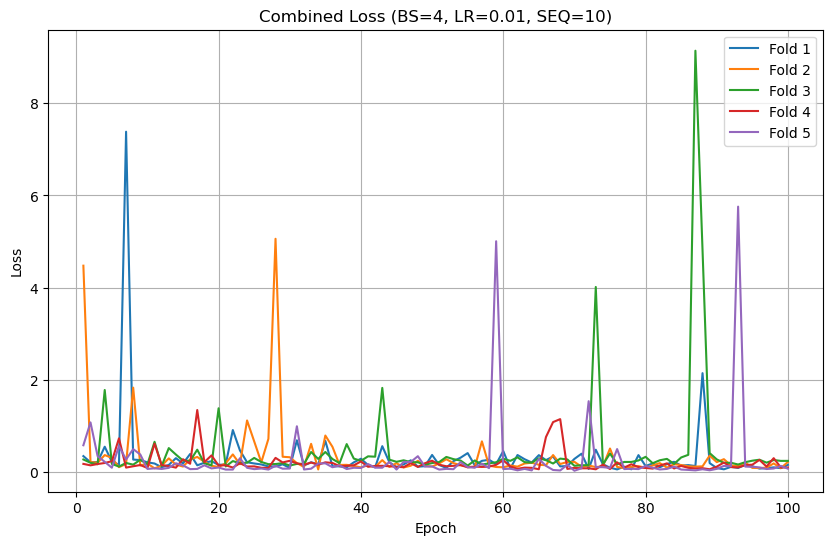 Combined Loss (BS=4, LR=0.01, SEQ=10)
Fold 1
Fold 2
Fold 3
Fold 4
Fold 5
8
6
4
2
0
Loss
0
20
40
60
80
100
Epoch